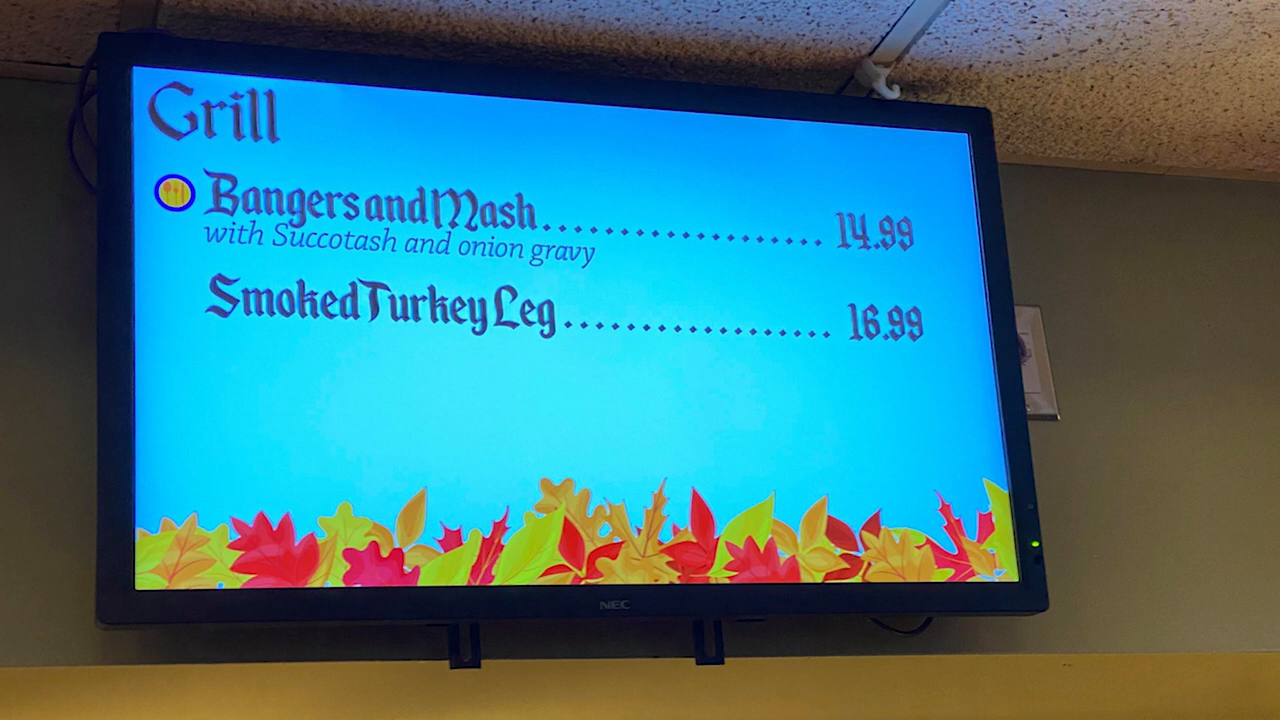 Grill
Bangers and Mash.................. 14.99
with Succotash and onion gravy
Smoked Turkey Leg................. 16.99
NEC